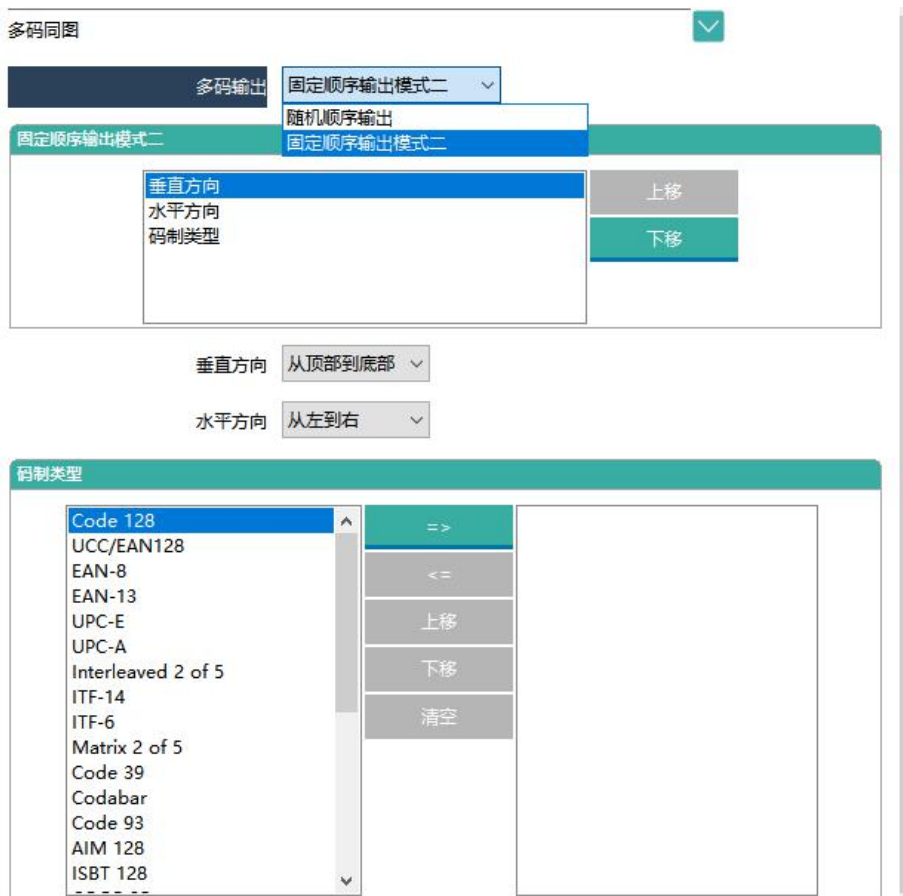 多码同图
多码输出
固定顺序输出模式二
随机顺序输出
固定顺序输出模式二
固定顺序输出模式二
垂直方向
水平方向
码制类型
上移
下移
垂直方向
从顶部到底部
水平方向
从左到右
码制类型
Code 128
UCC/EAN128
EAN-8
EAN-13
UPC-E
UPC-A
Interleaved 2 of 5
ITF-14
ITF-6
Matrix 2 of 5
Code 39
Codabar
Code 93
AIM 128
ISBT 128
=>
<=
上移
下移
清空